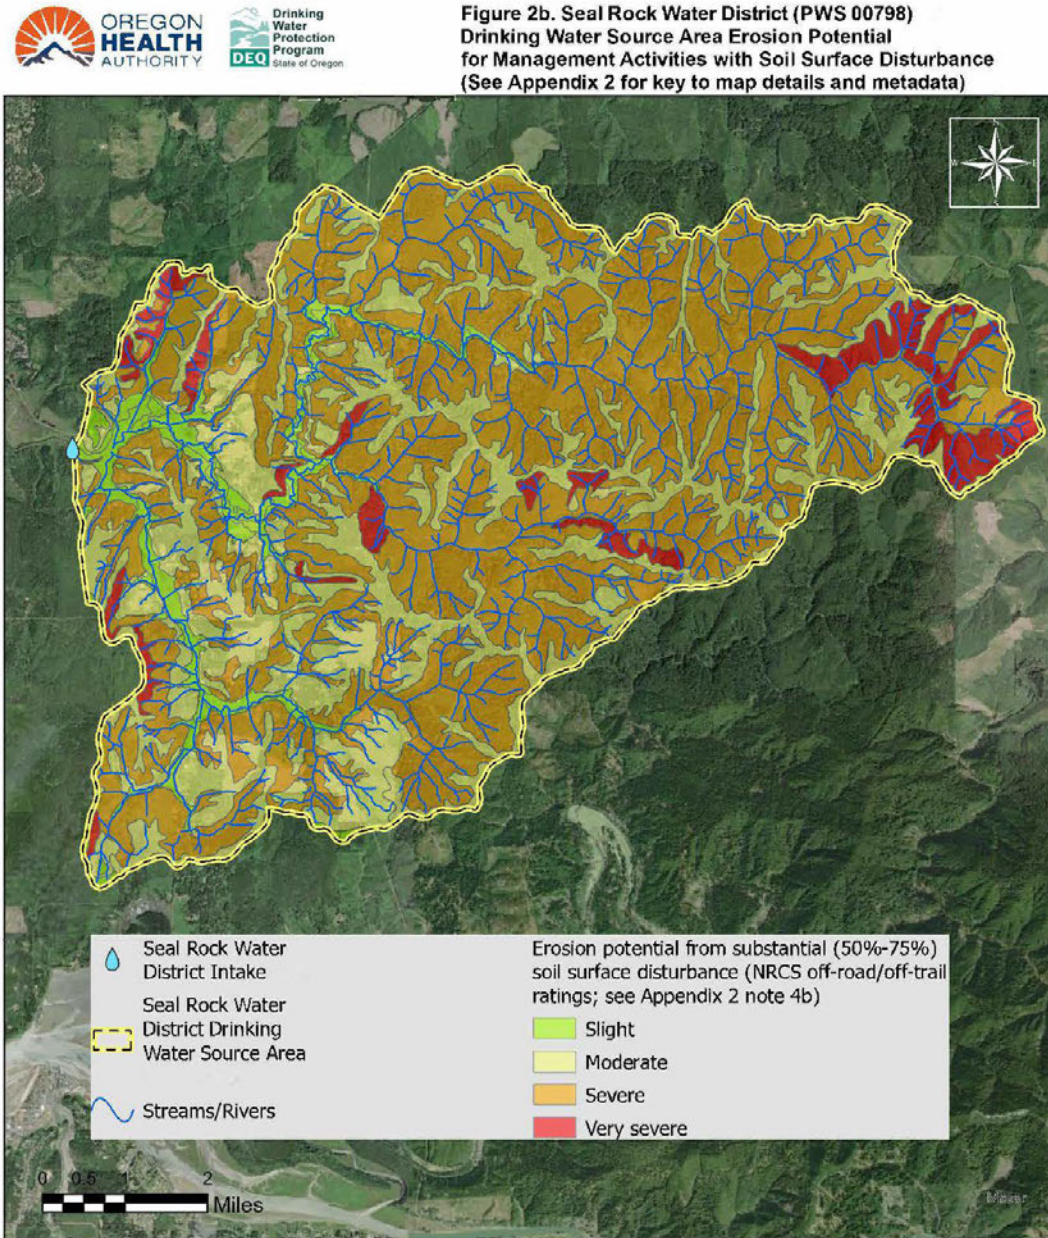 OREGON
HEALTH
AUTHORITY
Drinking
Water
Protection
Program
DEQ State of Oregon
Figure 2b. Seal Rock Water District (PWS 00798)
Drinking Water Source Area Erosion Potential
for Management Activities with Soil Surface Disturbance
(See Appendix 2 for key to map details and metadata)
Seal Rock Water
District Intake
Seal Rock Water
District Drinking
Water Source Area
Streams/Rivers
Erosion potential from substantial (50%-75%)
soil surface disturbance (NRCS off-road/off-trail
ratings; see Appendix 2 note 4b)
Slight
Moderate
Severe
Very severe
0 0.5 1 2
Miles